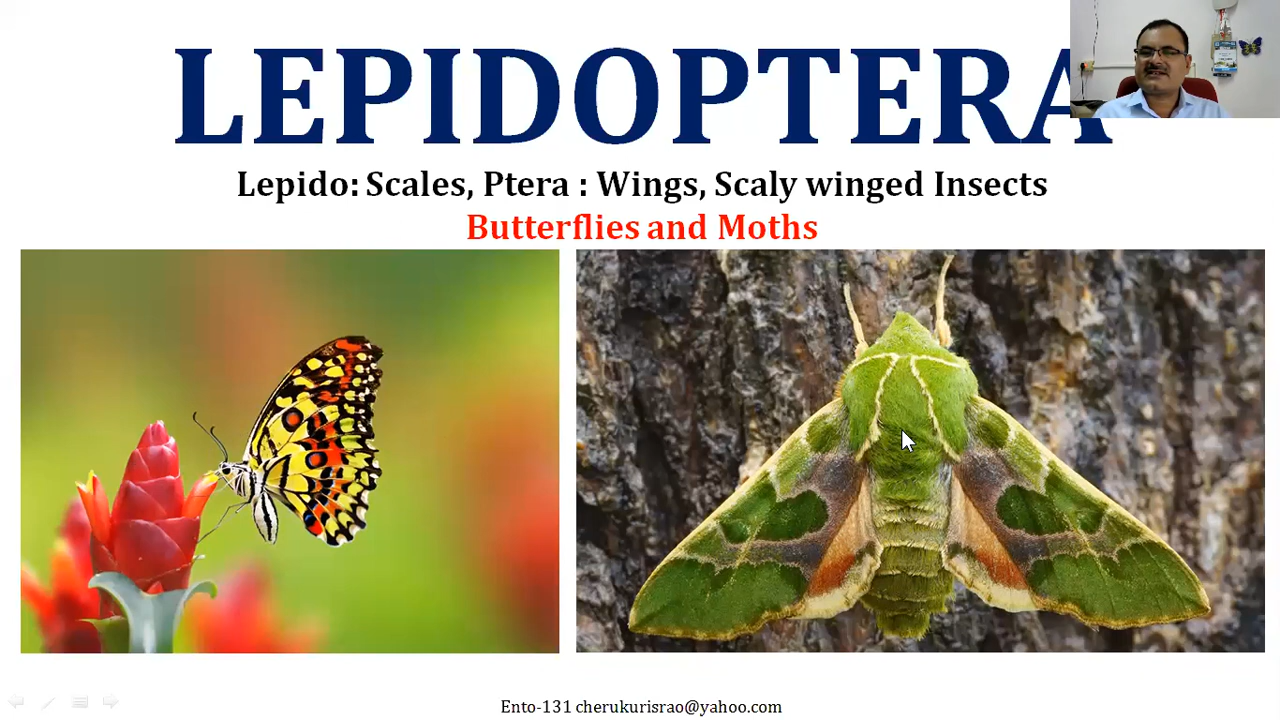 LEPIDOPTERA
Lepido: Scales, Ptera : Wings, Scaly winged Insects
Butterflies and Moths
Ento-131 cherukurisrao@yahoo.com